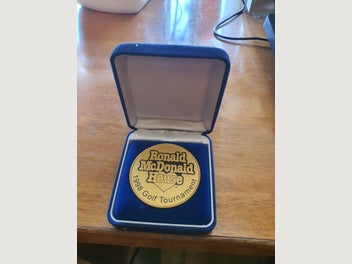 Ronald
McDonald
House
1998 Golf Tournament